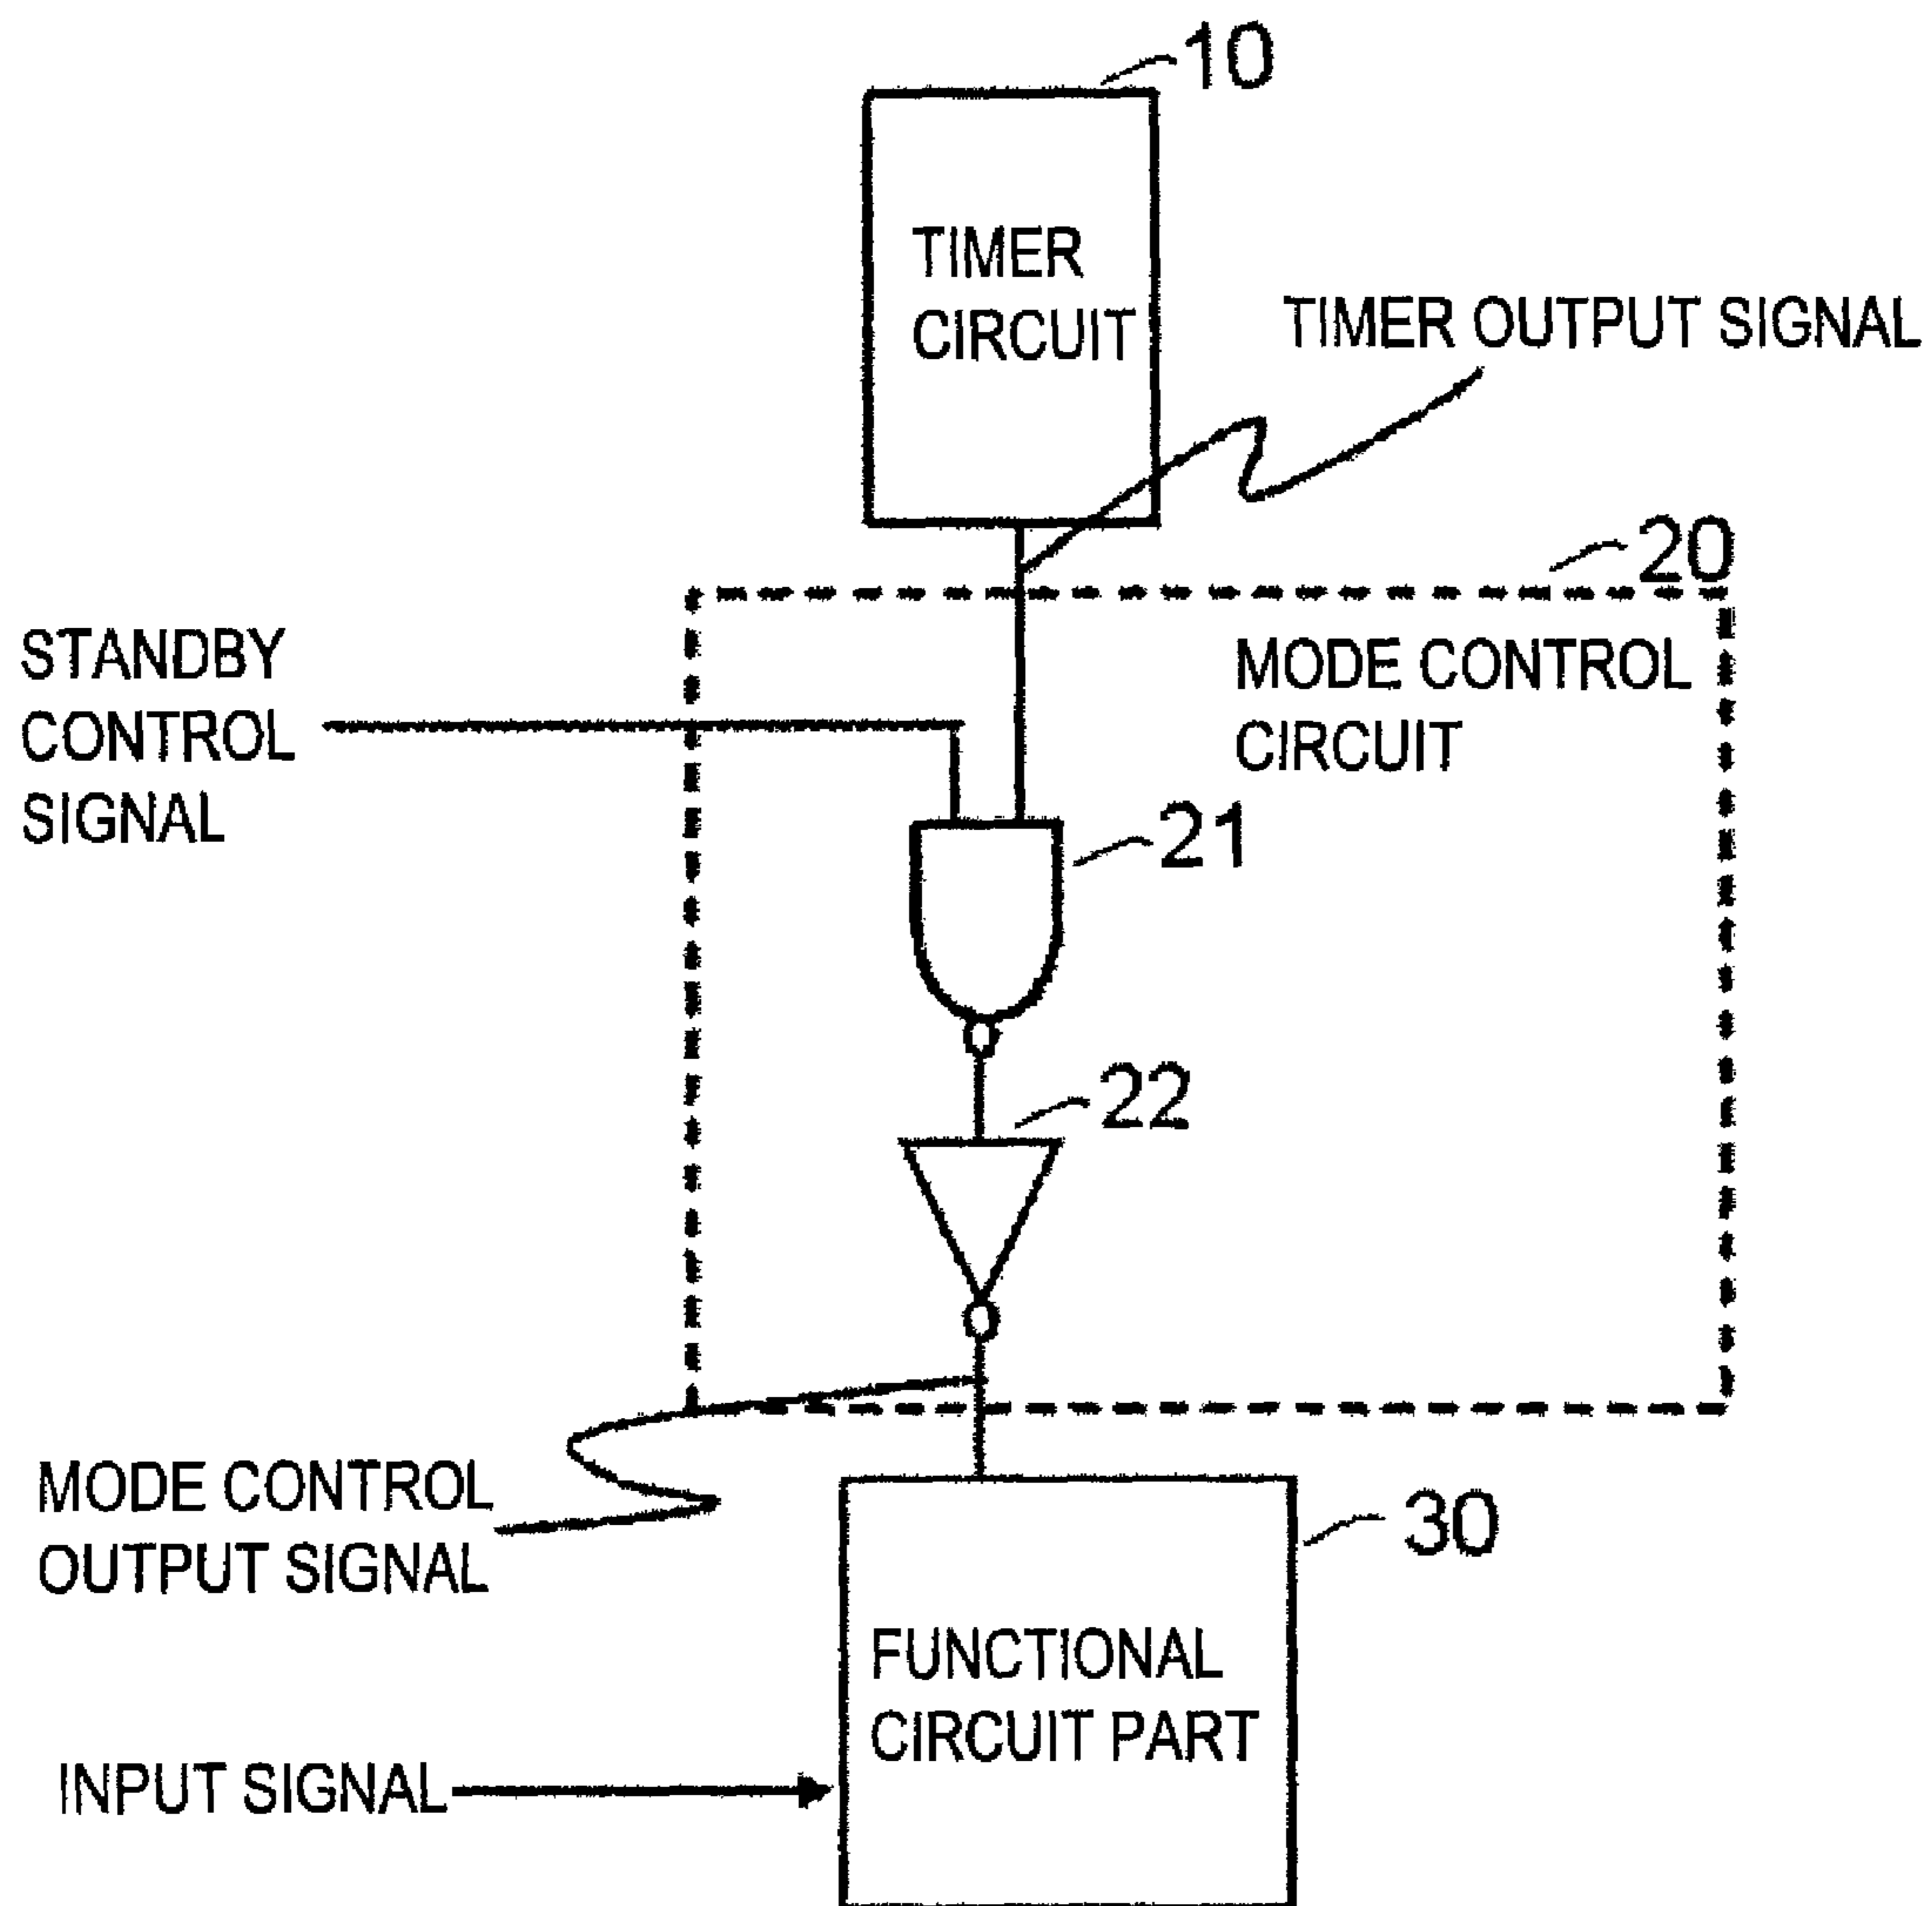 10
TIMER
CIRCUIT
TIMER OUTPUT SIGNAL
20
STANDBY
CONTROL
SIGNAL
MODE CONTROL
CIRCUIT
21
22
MODE CONTROL
OUTPUT SIGNAL
30
FUNCTIONAL
CIRCUIT PART
INPUT SIGNAL